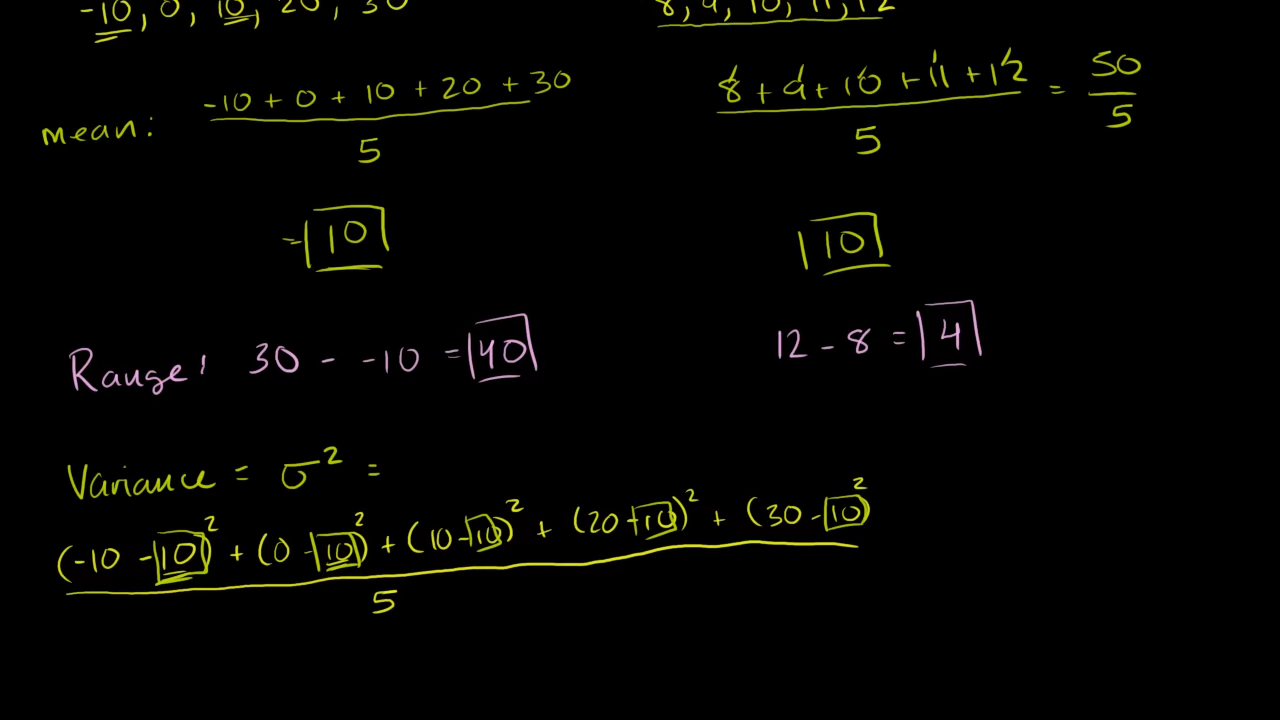 -10, 0, 10, 20, 30
8, 9, 10, 11, 12
mean:
-10 + 0 + 10 + 20 + 30
5
= 10
8 + 9 + 10 + 11 + 12 = 50
5 5
10
Range: 30 - -10 = 40
12 - 8 = 4
Variance = σ² =
(-10 - 10)² + (0 - 10)² + (10 - 10)² + (20 - 10)² + (30 - 10)²
5